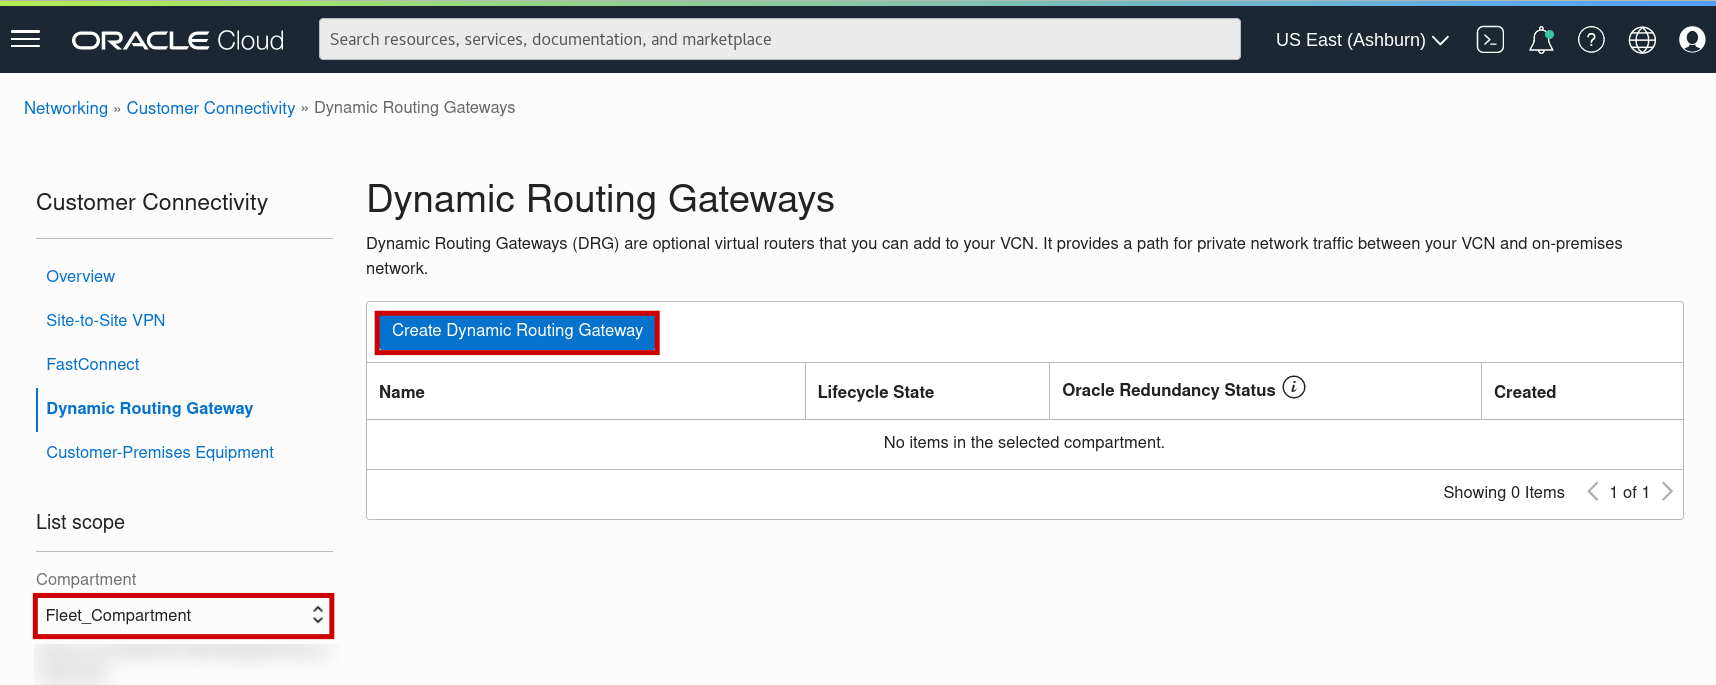 ORACLE Cloud
Search resources, services, documentation, and marketplace
US East (Ashburn)
Networking » Customer Connectivity » Dynamic Routing Gateways
Customer Connectivity
Overview
Site-to-Site VPN
FastConnect
Dynamic Routing Gateway
Customer-Premises Equipment
List scope
Compartment
Fleet_Compartment
Dynamic Routing Gateways
Dynamic Routing Gateways (DRG) are optional virtual routers that you can add to your VCN. It provides a path for private network traffic between your VCN and on-premises
network.
Create Dynamic Routing Gateway
Name Lifecycle State Oracle Redundancy Status i Created
No items in the selected compartment.
Showing 0 Items < 1 of 1 >